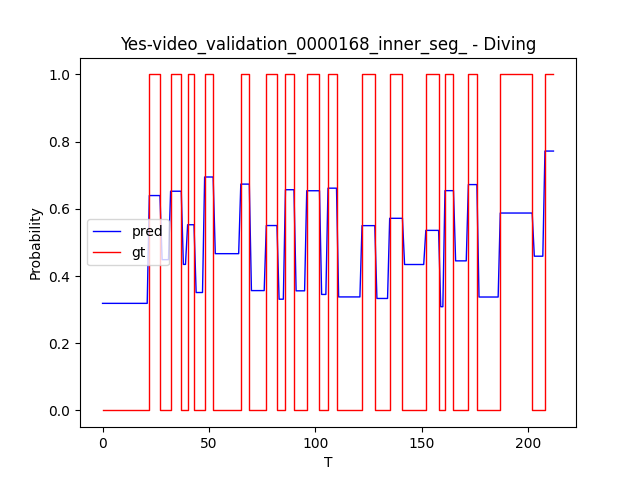 Yes-video_validation_0000168_inner_seg_ - Diving
1.0
0.8
0.6
0.4
0.2
0.0
Probability
pred
gt
0
50
100
150
200
T